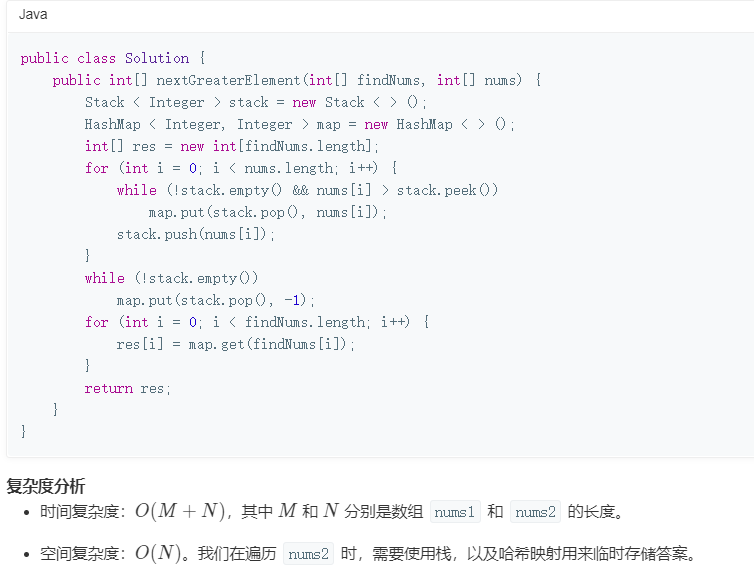 Java
public class Solution {
    public int[] nextGreaterElement(int[] findNums, int[] nums) {
        Stack < Integer > stack = new Stack < > ();
        HashMap < Integer, Integer > map = new HashMap < > ();
        int[] res = new int[findNums.length];
        for (int i = 0; i < nums.length; i++) {
            while (!stack.empty() && nums[i] > stack.peek())
                map.put(stack.pop(), nums[i]);
            stack.push(nums[i]);
        }
        while (!stack.empty())
            map.put(stack.pop(), -1);
        for (int i = 0; i < findNums.length; i++) {
            res[i] = map.get(findNums[i]);
        }
        return res;
    }
}
复杂度分析
• 时间复杂度：O(M + N)，其中 M 和 N 分别是数组 nums1 和 nums2 的长度。
• 空间复杂度：O(N)。我们在遍历 nums2 时，需要使用栈，以及哈希映射用来临时存储答案。